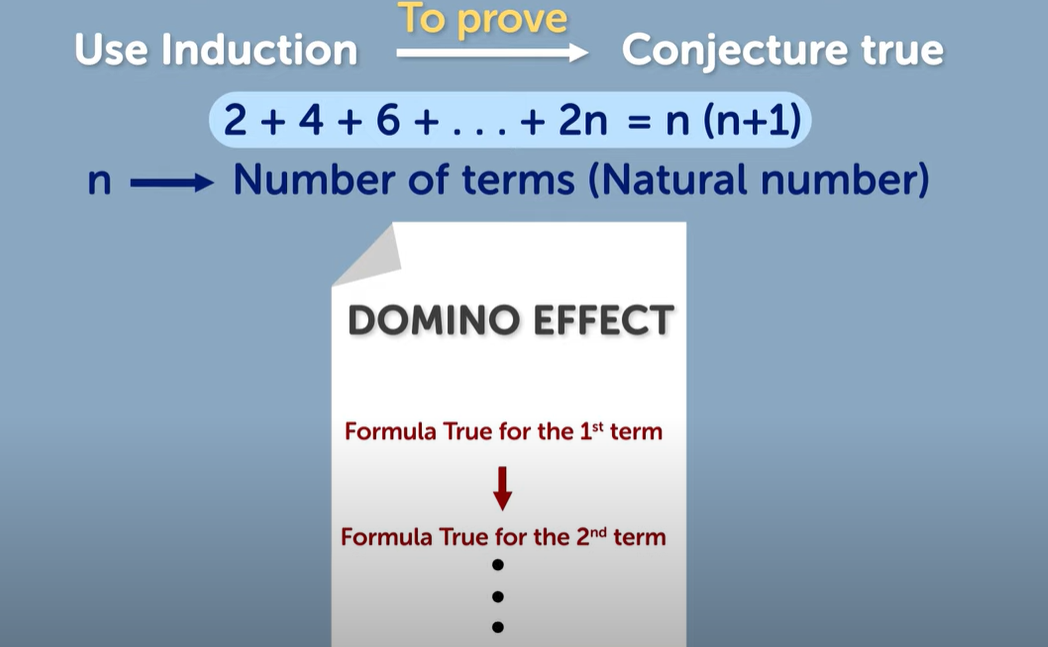 To prove
Use Induction → Conjecture true
2 + 4 + 6 + . . . + 2n = n (n+1)
n → Number of terms (Natural number)
DOMINO EFFECT
Formula True for the 1st term
Formula True for the 2nd term